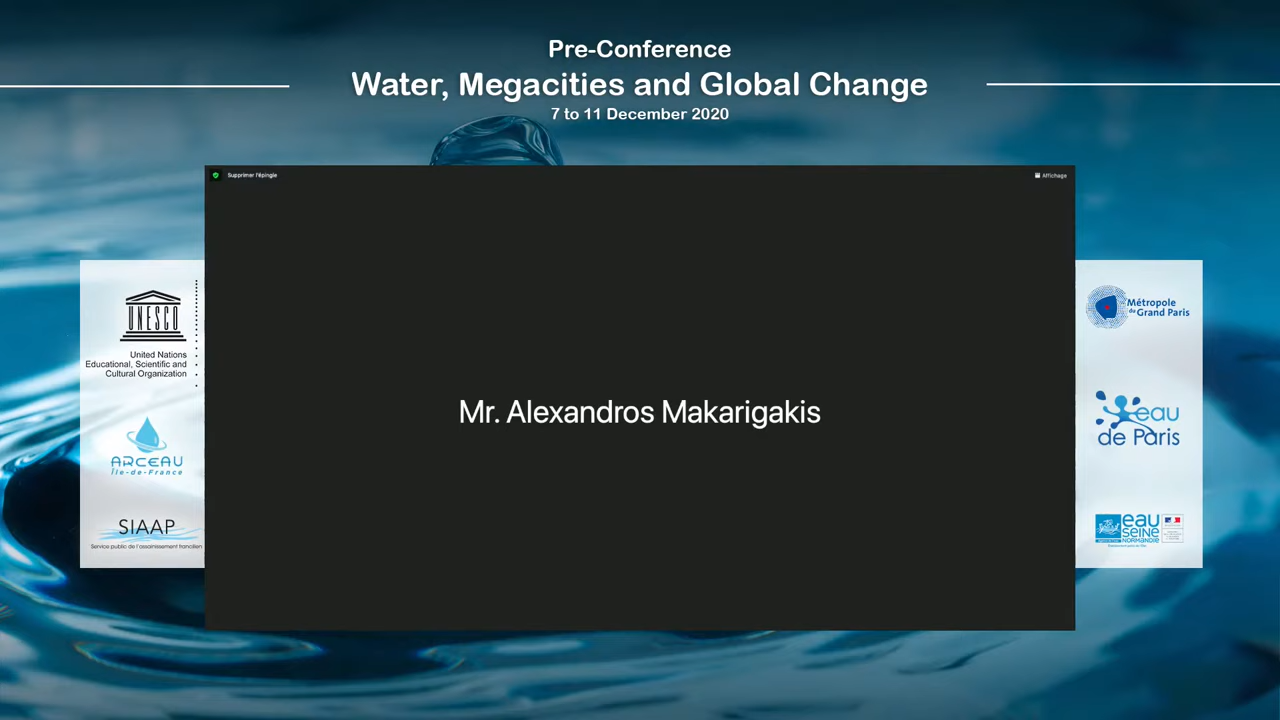 Pre-Conference
Water, Megacities and Global Change
7 to 11 December 2020
Supprimer l'épingle
Affichage
UNESCO
United Nations
Educational, Scientific and
Cultural Organization
ARCEAU
Île-de-France
SIAAP
Service public de l'assainissement francilien
Mr. Alexandros Makarigakis
Métropole
du Grand Paris
eau
de Paris
eau
SEINE
NORMANDIE